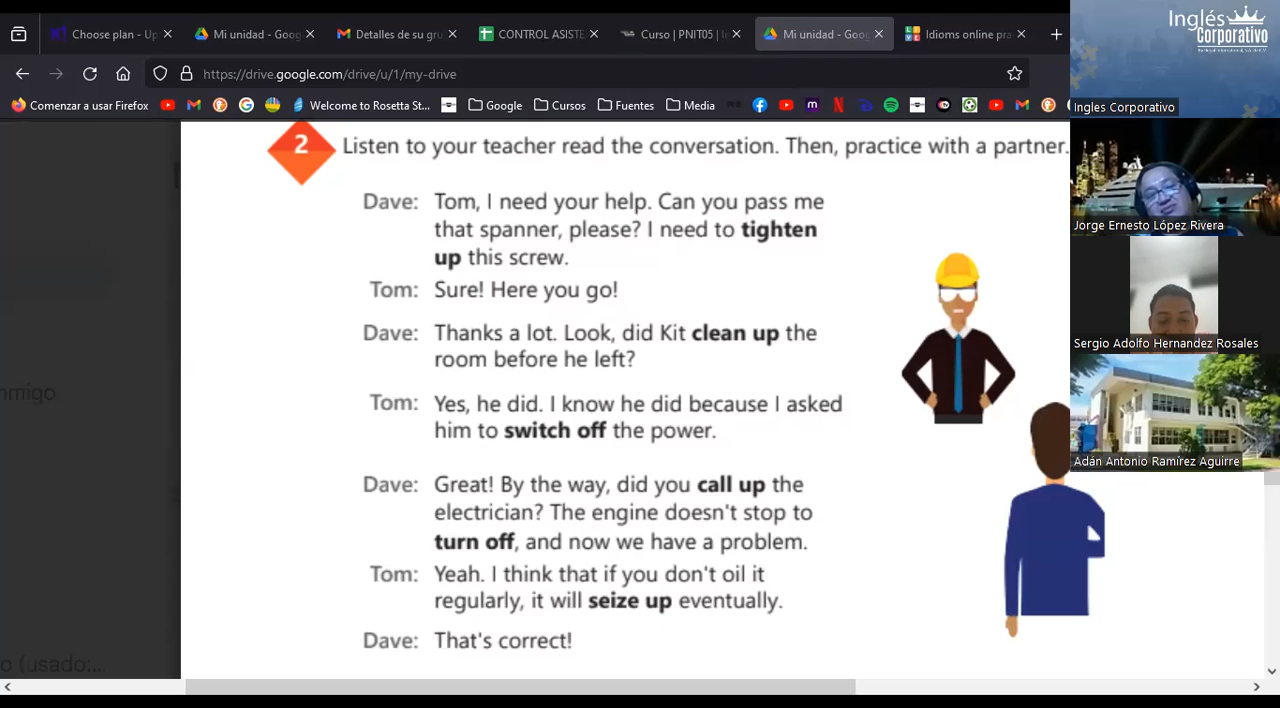 Choose plan - Up
Mi unidad - Goog
Detalles de su gru
CONTROL ASISTE
Curso | PNIT05 | I
Mi unidad - Goog
Idioms online pra
https://drive.google.com/drive/u/1/my-drive
Comenzar a usar Firefox
Welcome to Rosetta St...
Google
Cursos
Fuentes
Media
Inglés
Corporativo
Ingles Corporativo
2
Listen to your teacher read the conversation. Then, practice with a partner.
Dave: Tom, I need your help. Can you pass me
that spanner, please? I need to tighten
up this screw.
Tom: Sure! Here you go!
Dave: Thanks a lot. Look, did Kit clean up the
room before he left?
Tom: Yes, he did. I know he did because I asked
him to switch off the power.
Dave: Great! By the way, did you call up the
electrician? The engine doesn't stop to
turn off, and now we have a problem.
Tom: Yeah. I think that if you don't oil it
regularly, it will seize up eventually.
Dave: That's correct!
nmigo
o (usado:...
Jorge Ernesto López Rivera
Sergio Adolfo Hernandez Rosales
Adán Antonio Ramírez Aguirre